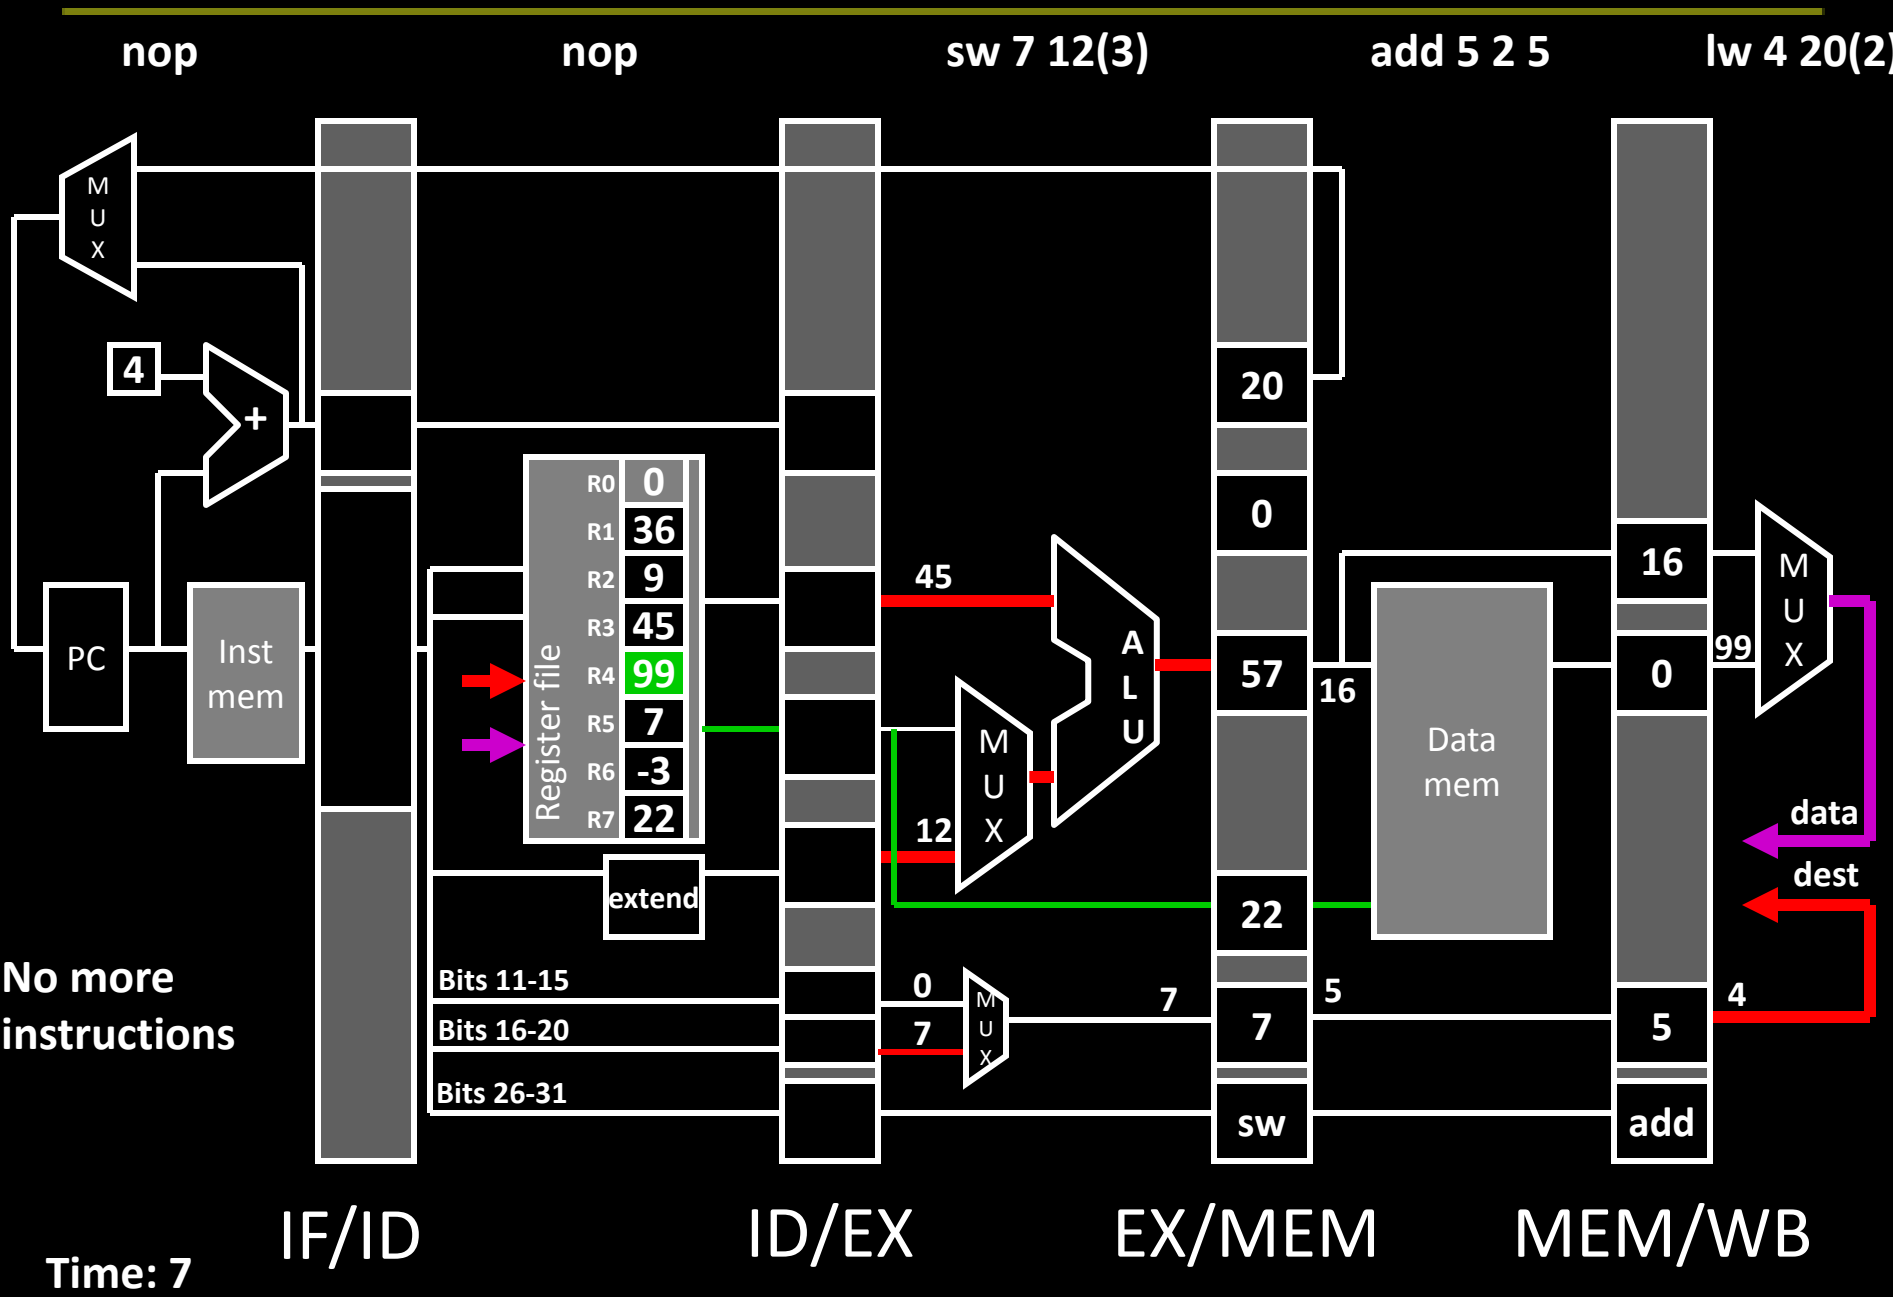 nop nop sw 7 12(3) add 5 2 5 lw 4 20(2)
M
U
X
4
+
20
0
R0 0
R1 36
R2 9
R3 45
R4 99
R5 7
R6 -3
R7 22
Register file
PC
Inst
mem
45
12
M
U
X
A
L
U
57
16
Data
mem
16
0
99
M
U
X
data
dest
extend
22
No more
instructions
Bits 11-15
Bits 16-20
Bits 26-31
0
7
M
U
X
7
7
5
5
4
sw
add
IF/ID ID/EX EX/MEM MEM/WB
Time: 7